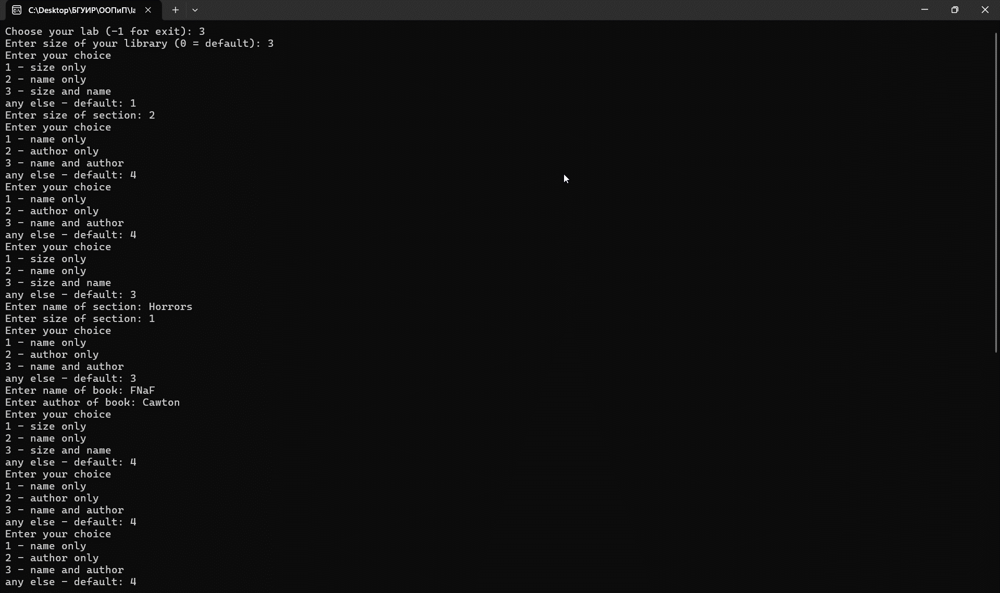 C:\Desktop\БГУИР\ООПиП\la
Choose your lab (-1 for exit): 3
Enter size of your library (0 = default): 3
Enter your choice
1 - size only
2 - name only
3 - size and name
any else - default: 1
Enter size of section: 2
Enter your choice
1 - name only
2 - author only
3 - name and author
any else - default: 4
Enter your choice
1 - name only
2 - author only
3 - name and author
any else - default: 4
Enter your choice
1 - size only
2 - name only
3 - size and name
any else - default: 3
Enter name of section: Horrors
Enter size of section: 1
Enter your choice
1 - name only
2 - author only
3 - name and author
any else - default: 3
Enter name of book: FNaF
Enter author of book: Cawton
Enter your choice
1 - size only
2 - name only
3 - size and name
any else - default: 4
Enter your choice
1 - name only
2 - author only
3 - name and author
any else - default: 4
Enter your choice
1 - name only
2 - author only
3 - name and author
any else - default: 4